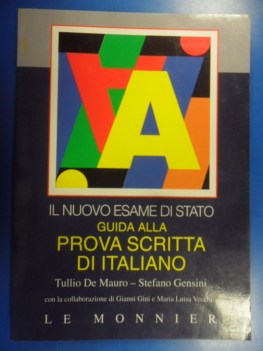 IL NUOVO ESAME DI STATO
GUIDA ALLA
PROVA SCRITTA
DI ITALIANO
Tullio De Mauro – Stefano Gensini
con la collaborazione di Gianni Gini e Maria Luisa
LE MONNIER